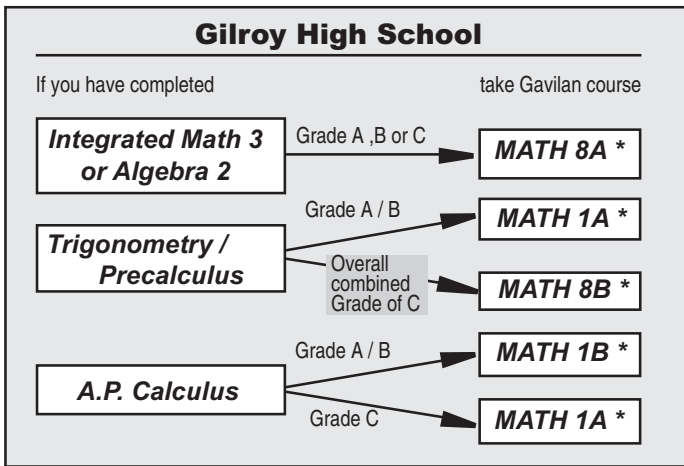 Gilroy High School
If you have completed
take Gavilan course
Integrated Math 3
or Algebra 2
Grade A ,B or C
MATH 8A *
Trigonometry /
Precalculus
Grade A / B
MATH 1A *
Overall
combined
Grade of C
MATH 8B *
A.P. Calculus
Grade A / B
MATH 1B *
Grade C
MATH 1A *